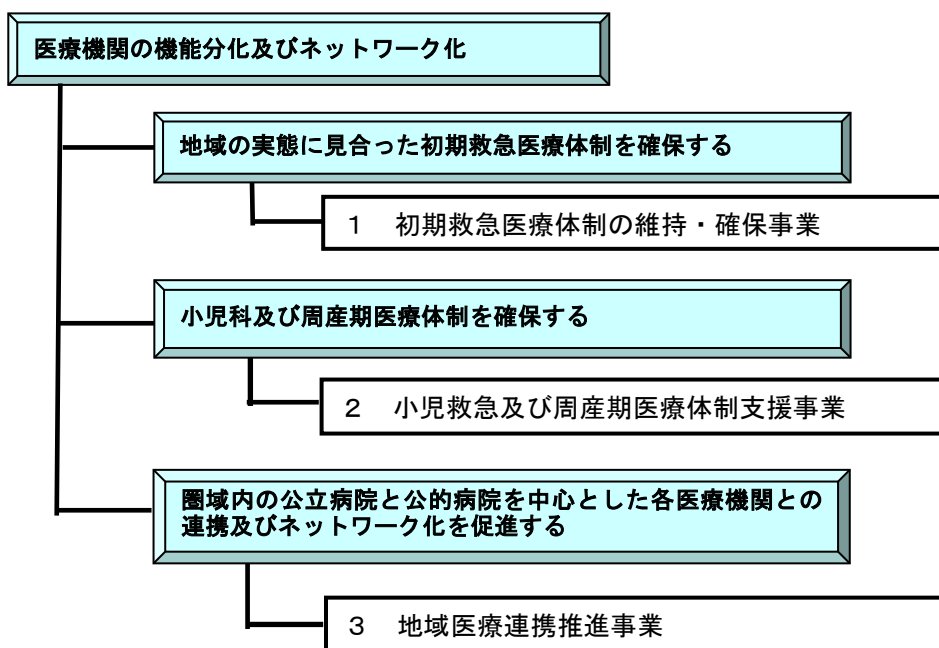 医療機関の機能分化及びネットワーク化
地域の実態に見合った初期救急医療体制を確保する
１　初期救急医療体制の維持・確保事業
小児科及び周産期医療体制を確保する
２　小児救急及び周産期医療体制支援事業
圏域内の公立病院と公的病院を中心とした各医療機関との
連携及びネットワーク化を促進する
３　地域医療連携推進事業